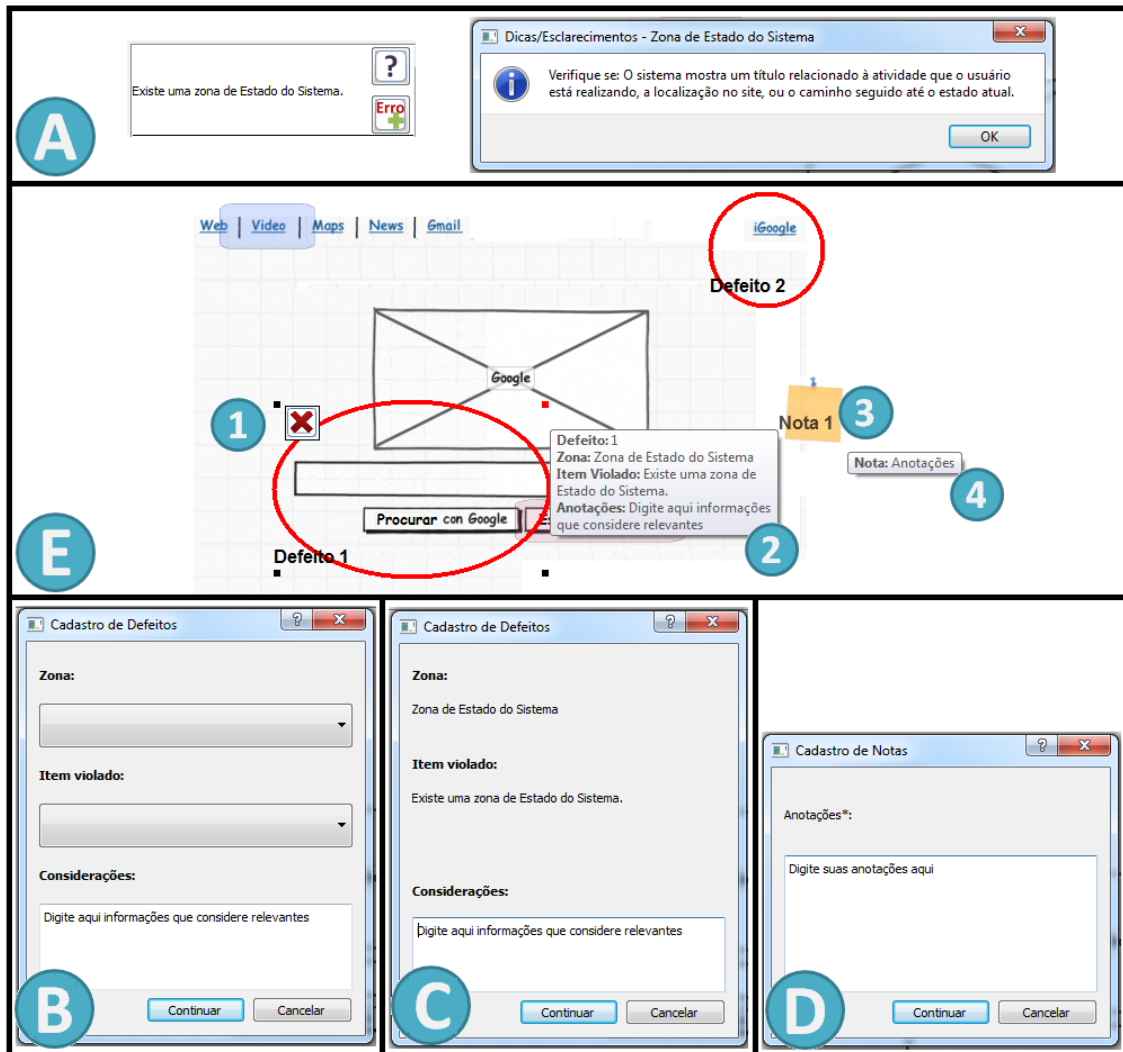 Existe uma zona de Estado do Sistema.
?
Erro
A
Dicas/Esclarecimentos - Zona de Estado do Sistema
Verifique se: O sistema mostra um título relacionado à atividade que o usuário
está realizando, a localização no site, ou o caminho seguido até o estado atual.
OK
Web | Video | Maps | News | Gmail
iGoogle
Defeito 2
Google
1
Nota 1
3
Defeito: 1
Zona: Zona de Estado do Sistema
Item Violado: Existe uma zona de
Estado do Sistema.
Anotações: Digite aqui informações
que considere relevantes
2
Nota: Anotações
4
Procurar con Google
E
Defeito 1
Cadastro de Defeitos
Zona:
Item violado:
Considerações:
Digite aqui informações que considere relevantes
B
Continuar
Cancelar
Cadastro de Defeitos
Zona:
Zona de Estado do Sistema
Item violado:
Existe uma zona de Estado do Sistema.
Considerações:
Digite aqui informações que considere relevantes
C
Continuar
Cancelar
Cadastro de Notas
Anotações*:
Digite suas anotações aqui
D
Continuar
Cancelar